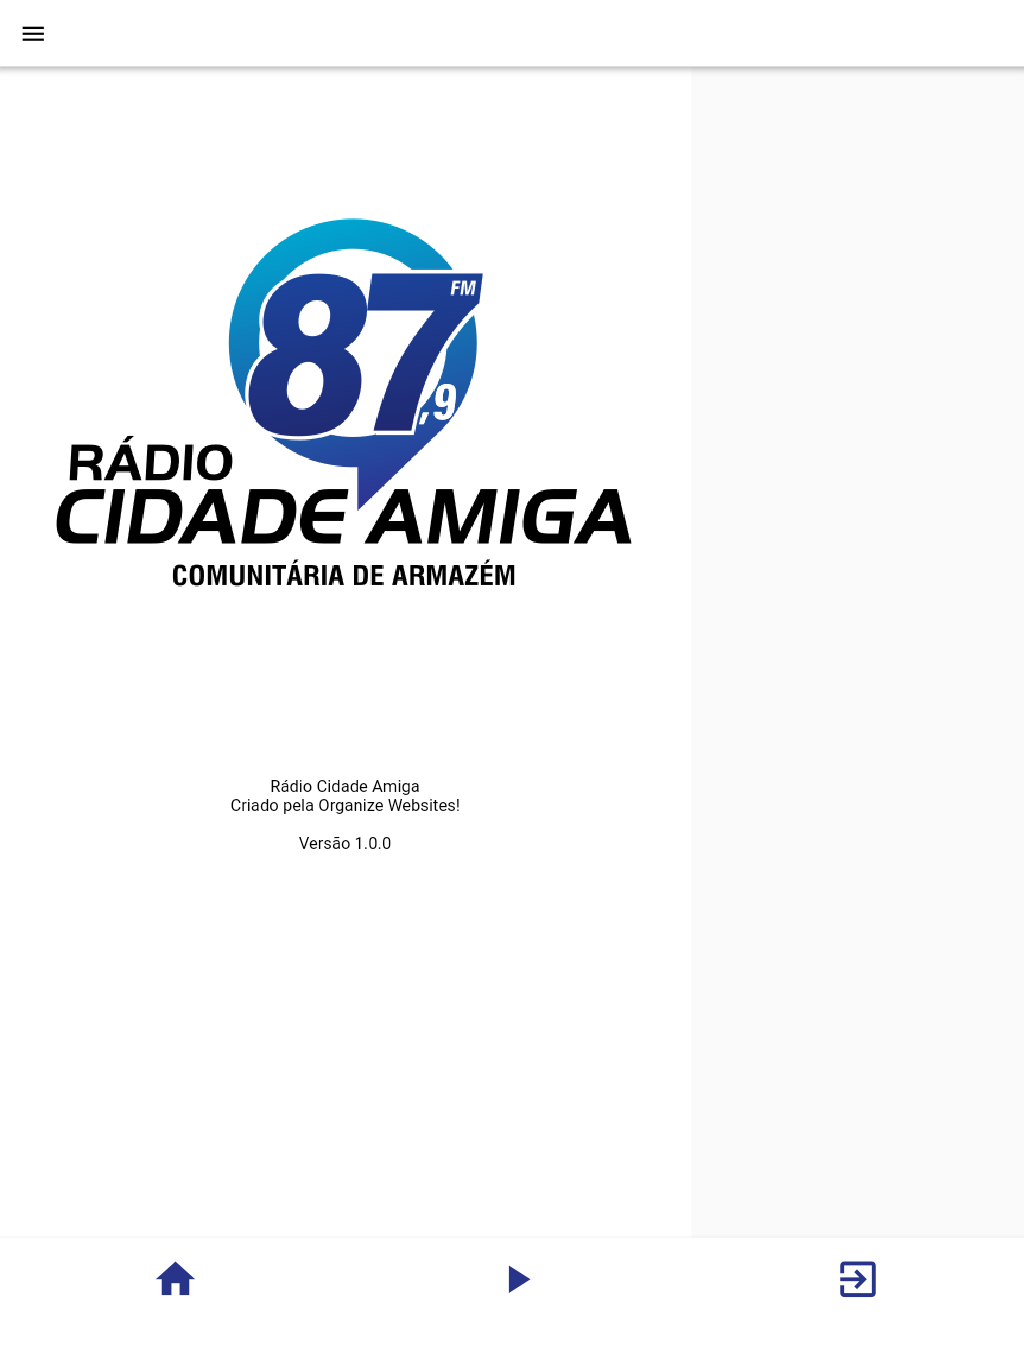 87,9 FM
RÁDIO
CIDADE AMIGA
COMUNITÁRIA DE ARMAZÉM
Rádio Cidade Amiga
Criado pela Organize Websites!
Versão 1.0.0